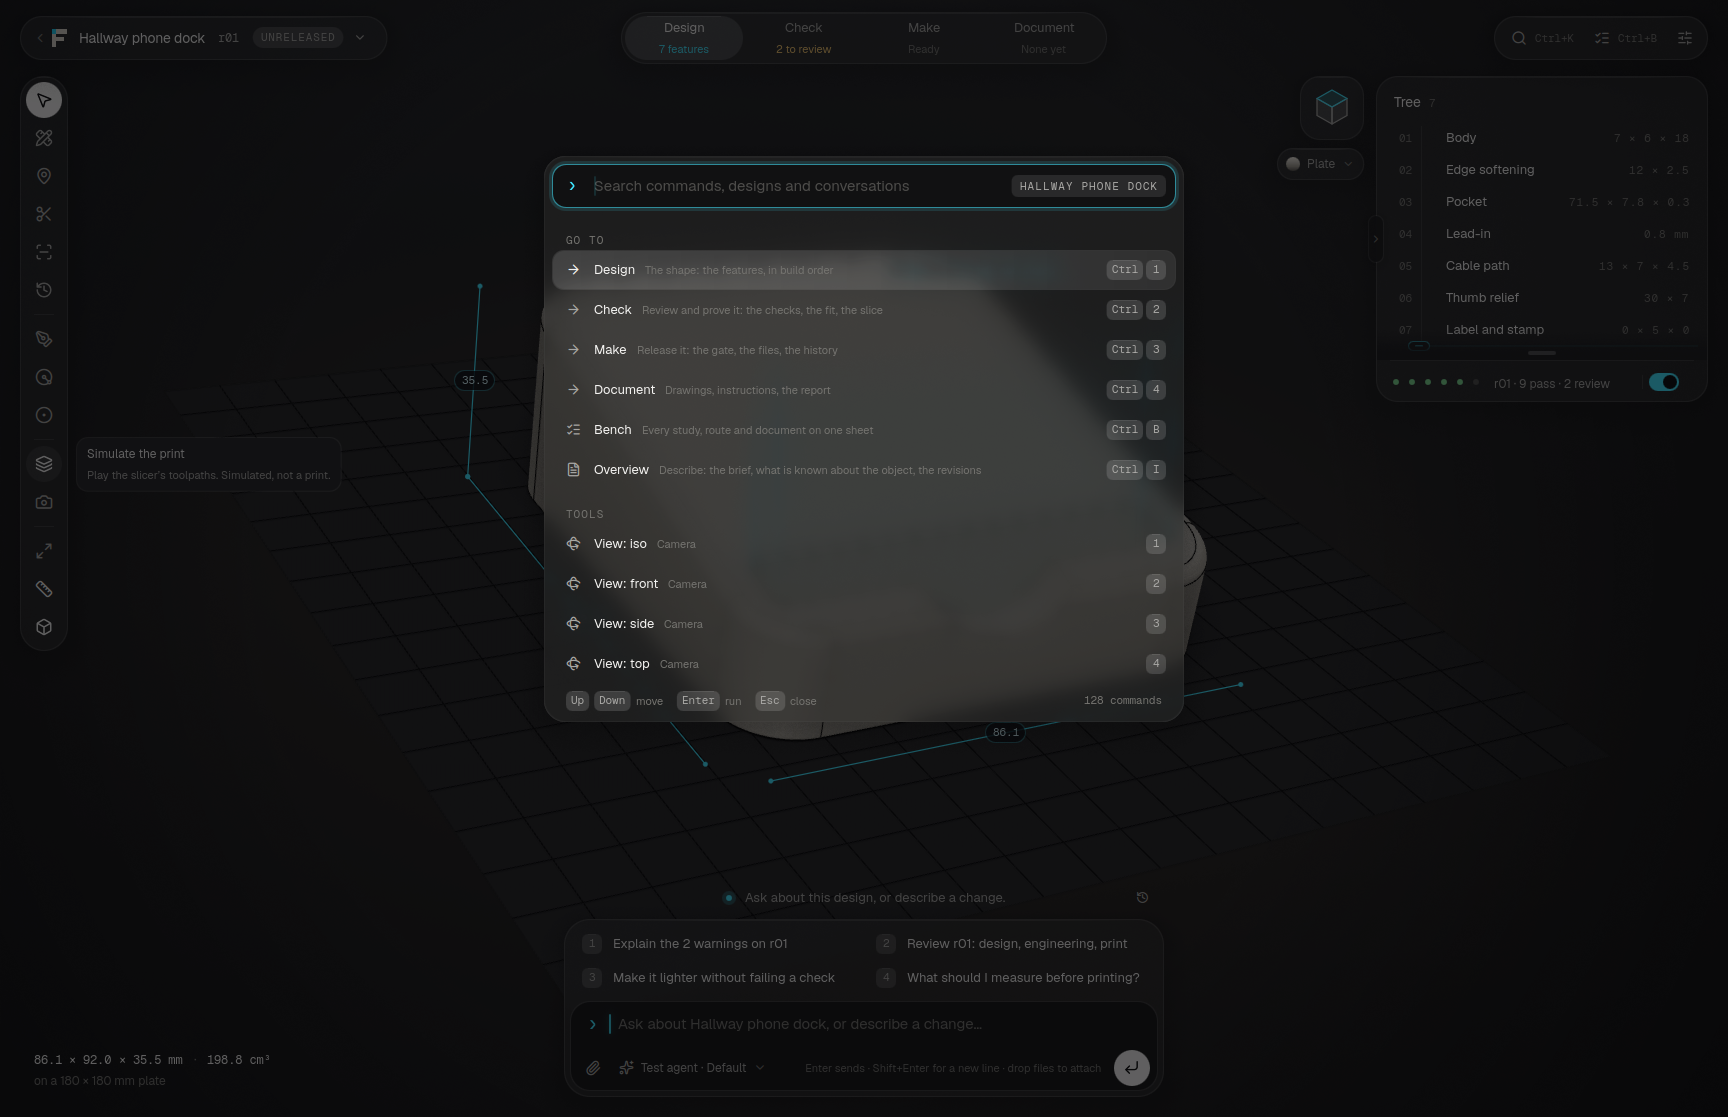 Hallway phone dock r01 UNRELEASED
Design
7 features
Check
2 to review
Make
Ready
Document
None yet
Ctrl+K Ctrl+B
Simulate the print
Play the slicer's toolpaths. Simulated, not a print.
35.5
86.1
Plate
Tree 7
01 Body 7 × 6 × 18
02 Edge softening 12 × 2.5
03 Pocket 71.5 × 7.8 × 0.3
04 Lead-in 0.8 mm
05 Cable path 13 × 7 × 4.5
06 Thumb relief 30 × 7
07 Label and stamp 0 × 5 × 0
r01 · 9 pass · 2 review
Search commands, designs and conversations HALLWAY PHONE DOCK
GO TO
Design The shape: the features, in build order Ctrl 1
Check Review and prove it: the checks, the fit, the slice Ctrl 2
Make Release it: the gate, the files, the history Ctrl 3
Document Drawings, instructions, the report Ctrl 4
Bench Every study, route and document on one sheet Ctrl B
Overview Describe: the brief, what is known about the object, the revisions Ctrl I
TOOLS
View: iso Camera 1
View: front Camera 2
View: side Camera 3
View: top Camera 4
Up Down move Enter run Esc close 128 commands
Ask about this design, or describe a change.
1 Explain the 2 warnings on r01
2 Review r01: design, engineering, print
3 Make it lighter without failing a check
4 What should I measure before printing?
Ask about Hallway phone dock, or describe a change…
Test agent · Default
Enter sends · Shift+Enter for a new line · drop files to attach
86.1 × 92.0 × 35.5 mm · 198.8 cm³
on a 180 × 180 mm plate